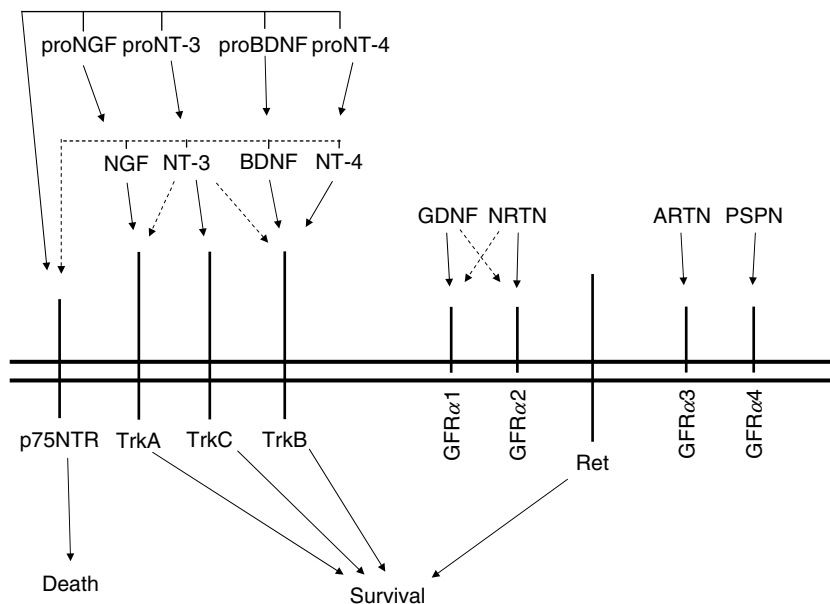 proNGF proNT-3 proBDNF proNT-4
NGF NT-3 BDNF NT-4
GDNF NRTN ARTN PSPN
p75NTR TrkA TrkC TrkB GFRα1 GFRα2 Ret GFRα3 GFRα4
Death Survival